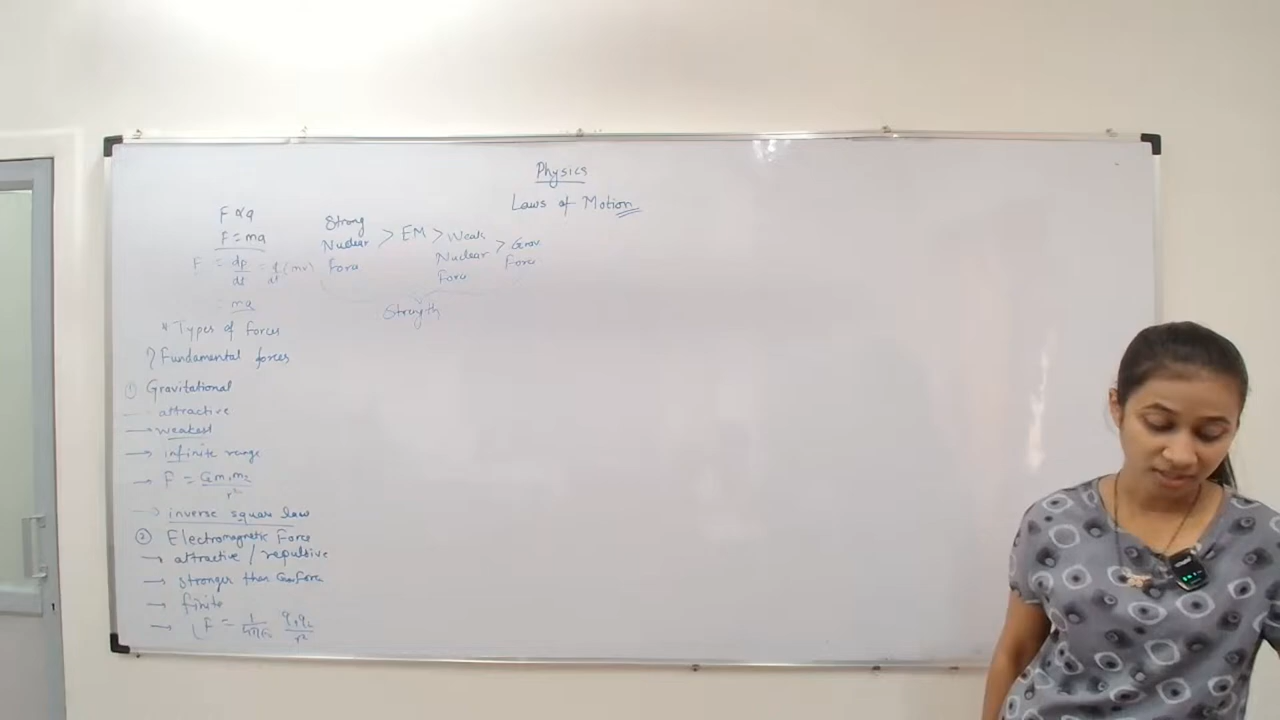 Physics
Laws of Motion
F ∝ a
F = ma
F = dp/dt = d/dt (mv)
= ma
Strong Nuclear Force > EM > Weak Nuclear Force > Grav Force
Strength
* Types of forces
Fundamental forces
① Gravitational
→ attractive
→ weakest
→ infinite range
→ F = Gm₁m₂/r²
→ inverse square law
② Electromagnetic Force
→ attractive / repulsive
→ stronger than G. force
→ finite
→ F = 1/4πε₀ q₁q₂/r²